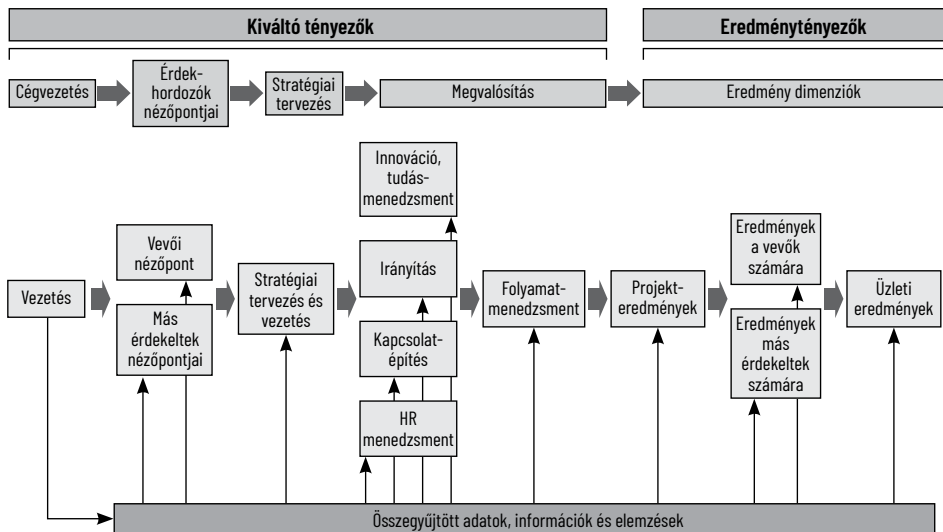 Kiváltó tényezők
Eredménytényezők
Cégvezetés
Érdek-
hordozók
nézőpontjai
Stratégiai
tervezés
Megvalósítás
Eredmény dimenziók
Vezetés
Vevői
nézőpont
Más
érdekeltek
nézőpontjai
Stratégiai
tervezés és
vezetés
Innováció,
tudás-
menedzsment
Irányítás
Kapcsolat-
építés
HR
menedzsment
Folyamat-
menedzsment
Projekt-
eredmények
Eredmények
a vevők
számára
Eredmények
más
érdekeltek
számára
Üzleti
eredmények
Összegyűjtött adatok, információk és elemzések